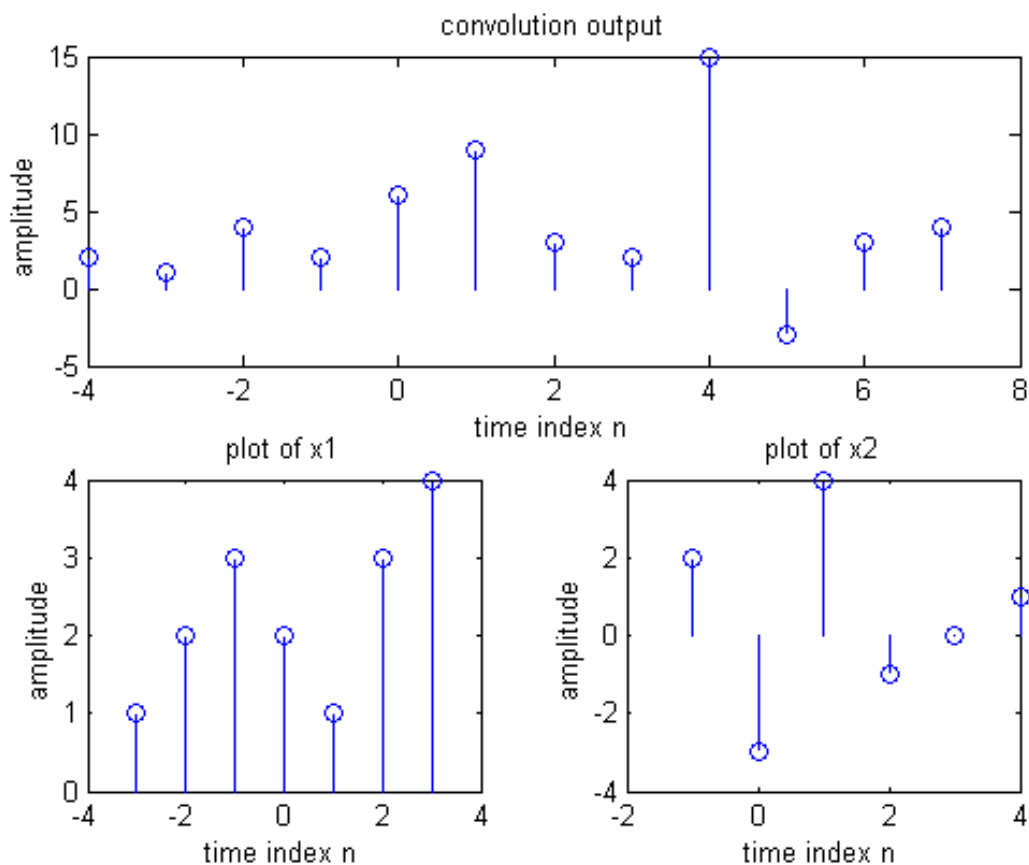 convolution output
15
10
5
0
-5
amplitude
-4 -2 0 2 4 6 8
time index n
plot of x1
4
3
2
1
0
amplitude
-4 -2 0 2 4
time index n
plot of x2
4
2
0
-2
-4
amplitude
-2 0 2 4
time index n